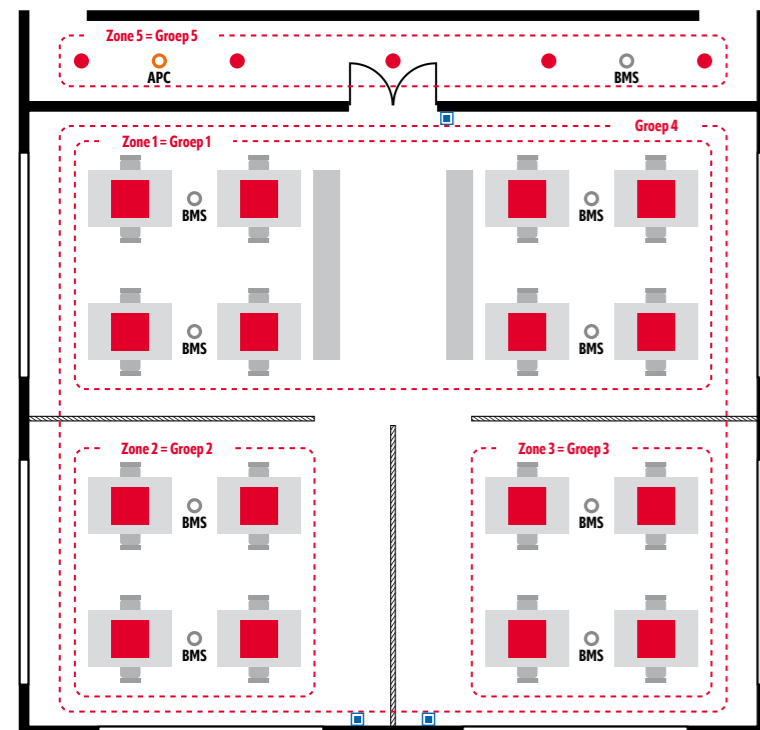 Zone 5 = Groep 5
APC
BMS
Groep 4
Zone 1 = Groep 1
BMS
BMS
BMS
BMS
Zone 2 = Groep 2
Zone 3 = Groep 3
BMS
BMS
BMS
BMS